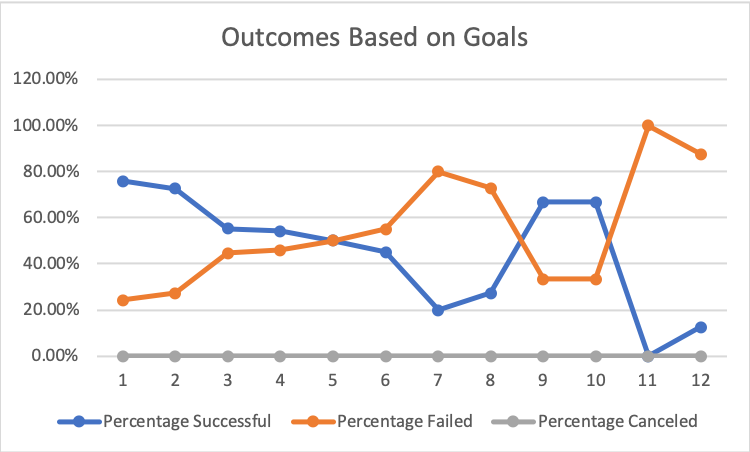 Outcomes Based on Goals
120.00%
100.00%
80.00%
60.00%
40.00%
20.00%
0.00%
1 2 3 4 5 6 7 8 9 10 11 12
Percentage Successful Percentage Failed Percentage Canceled